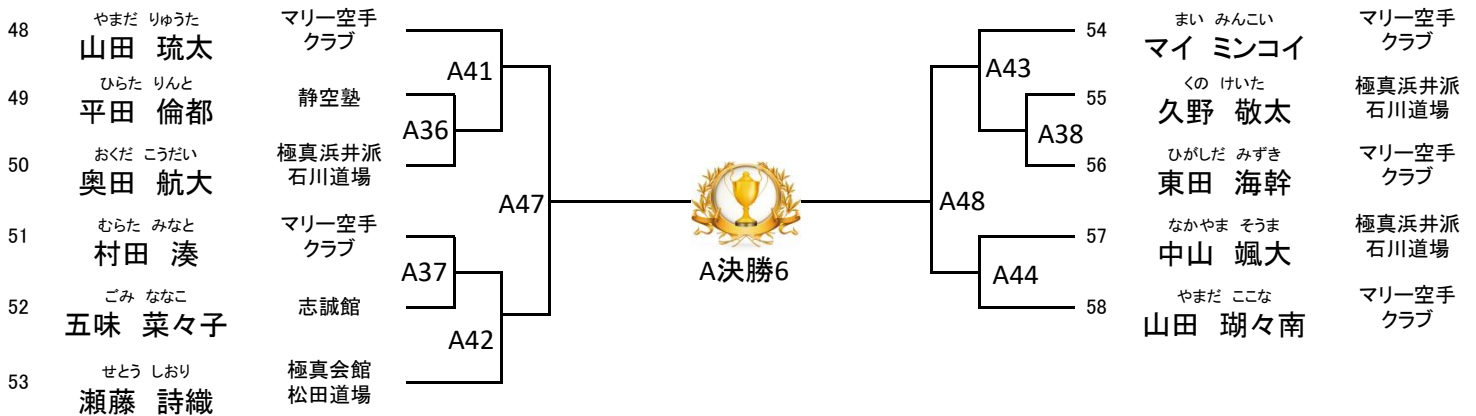 48
やまだ りゅうた
山田 琉太
マリー空手
クラブ
49
ひらた りんと
平田 倫都
静空塾
50
おくだ こうだい
奥田 航大
極真浜井派
石川道場
51
むらた みなと
村田 湊
マリー空手
クラブ
52
ごみ ななこ
五味 菜々子
志誠館
53
せとう しおり
瀬藤 詩織
極真会館
松田道場
A41
A36
A47
A37
A42
A決勝6
A43
A38
A48
A44
54
まい みんこい
マイ ミンコイ
マリー空手
クラブ
55
くの けいた
久野 敬太
極真浜井派
石川道場
56
ひがしだ みずき
東田 海幹
マリー空手
クラブ
57
なかやま そうま
中山 颯大
極真浜井派
石川道場
58
やまだ ここな
山田 瑚々南
マリー空手
クラブ